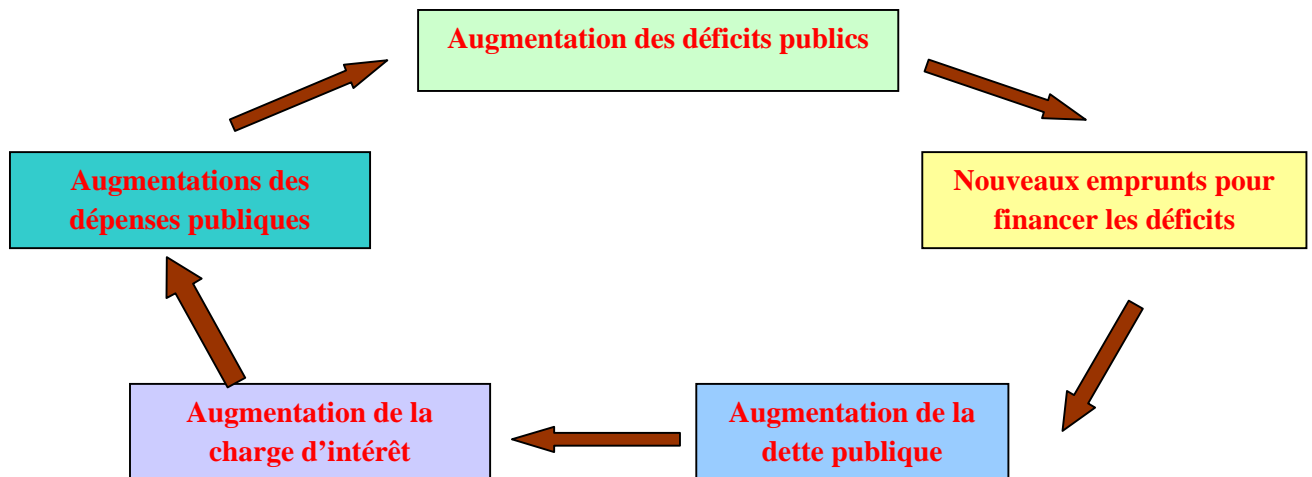 Augmentation des déficits publics
Augmentations des
dépenses publiques
Nouveaux emprunts pour
financer les déficits
Augmentation de la
charge d’intérêt
Augmentation de la
dette publique